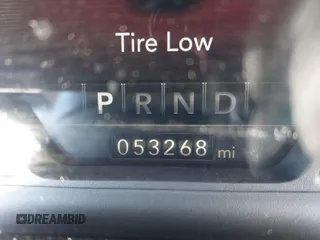 Tire Low
P R N D
053268 mi
DREAMBID